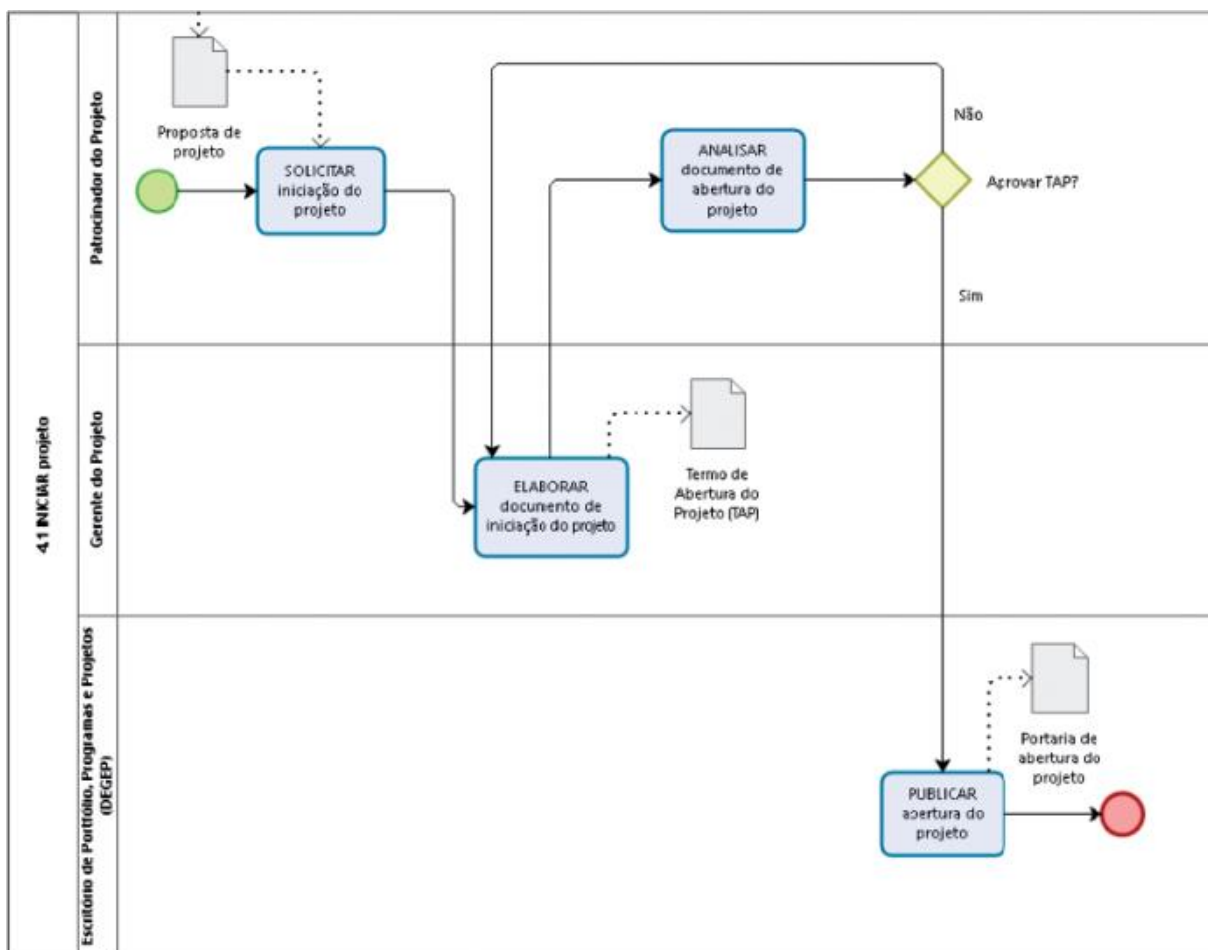 4.1 INICIAR projeto
Patrocinador do Projeto
Proposta de
projeto
SOLICITAR
iniciação do
projeto
ANALISAR
documento de
abertura do
projeto
Não
Aprovar TAP?
Sim
Gerente do Projeto
ELABORAR
documento de
iniciação do projeto
Termo de
Abertura do
Projeto (TAP)
Escritório de Portfólio, Programas e Projetos
(DEGEP)
PUBLICAR
abertura do
projeto
Portaria de
abertura do
projeto